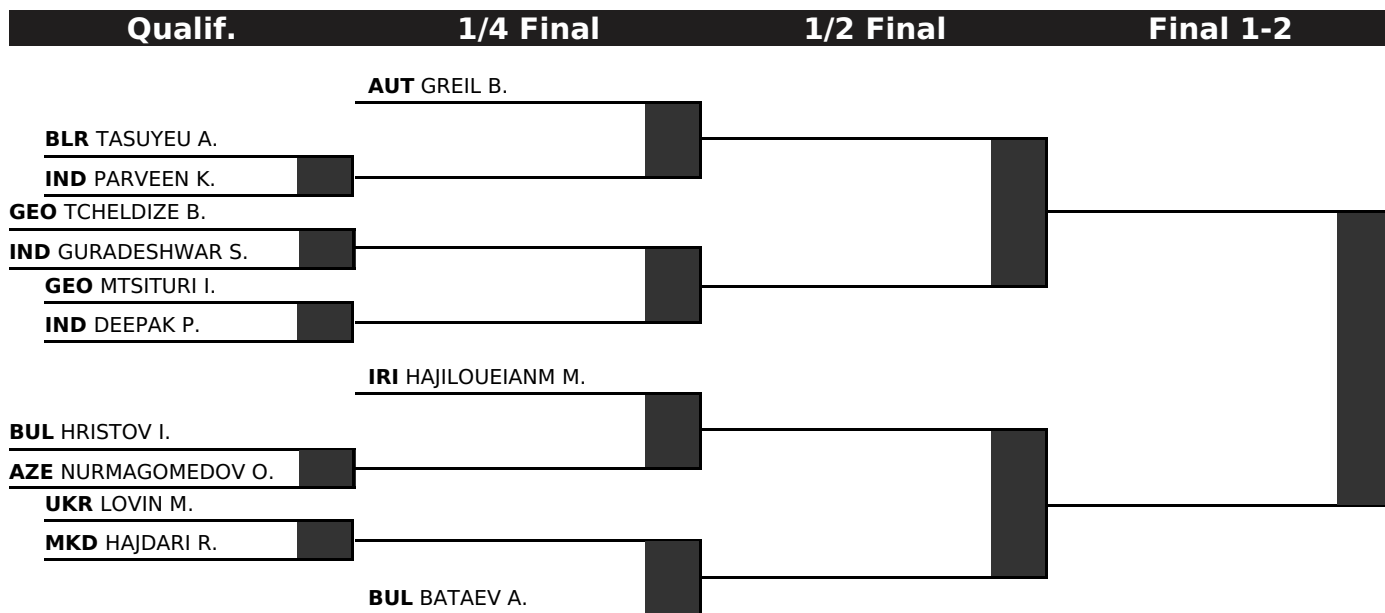 Qualif. 1/4 Final 1/2 Final Final 1-2
AUT GREIL B.
BLR TASUYEU A.
IND PARVEEN K.
GEO TCHELDIZE B.
IND GURADESHWAR S.
GEO MTSITURI I.
IND DEEPAK P.
IRI HAJILOUEIANM M.
BUL HRISTOV I.
AZE NURMAGOMEDOV O.
UKR LOVIN M.
MKD HAJDARI R.
BUL BATAEV A.